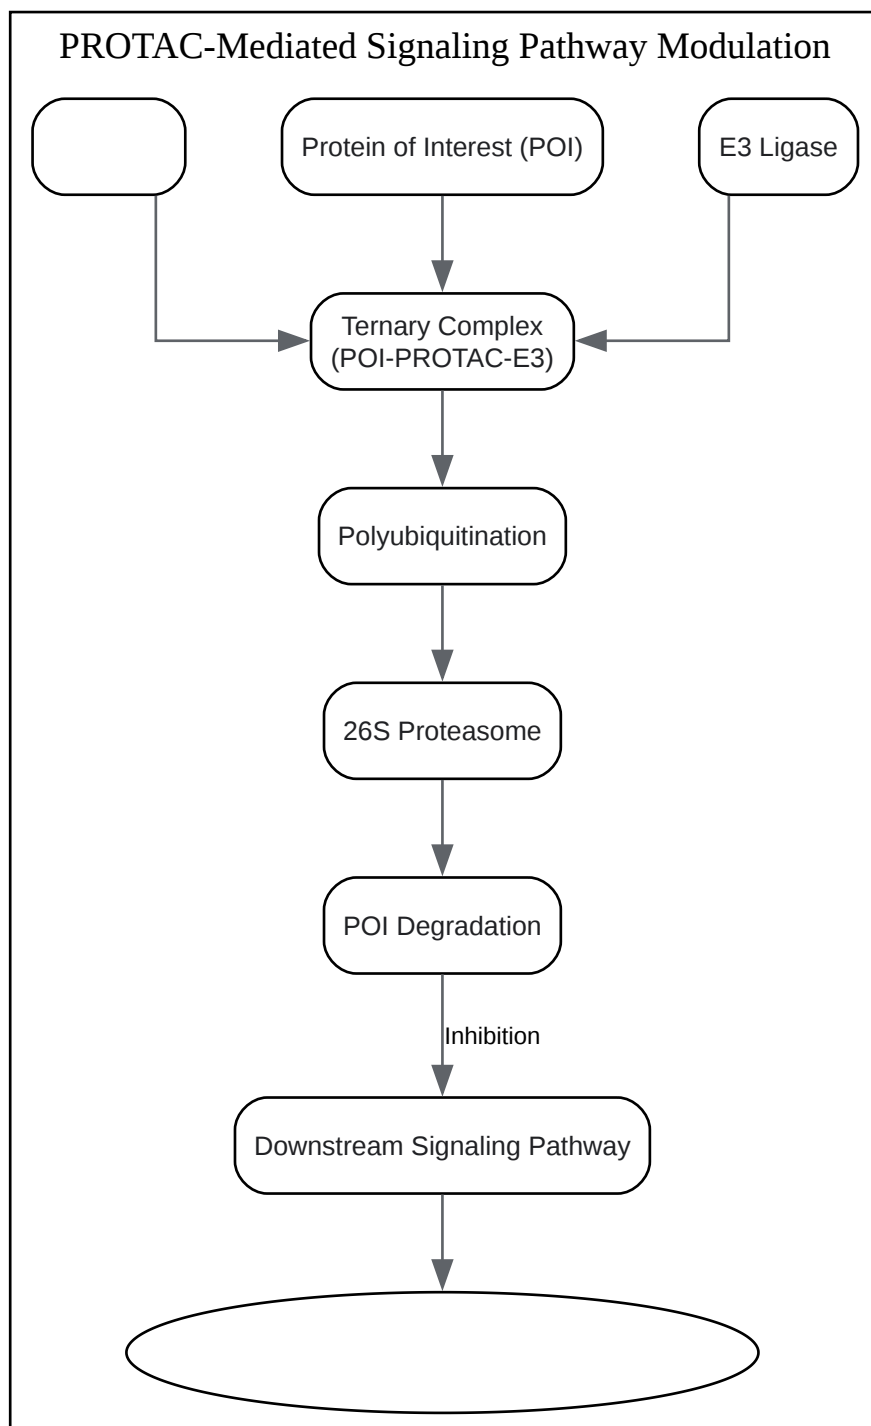 PROTAC-Mediated Signaling Pathway Modulation
Protein of Interest (POI)
E3 Ligase
Ternary Complex
(POI-PROTAC-E3)
Polyubiquitination
26S Proteasome
POI Degradation
Inhibition
Downstream Signaling Pathway